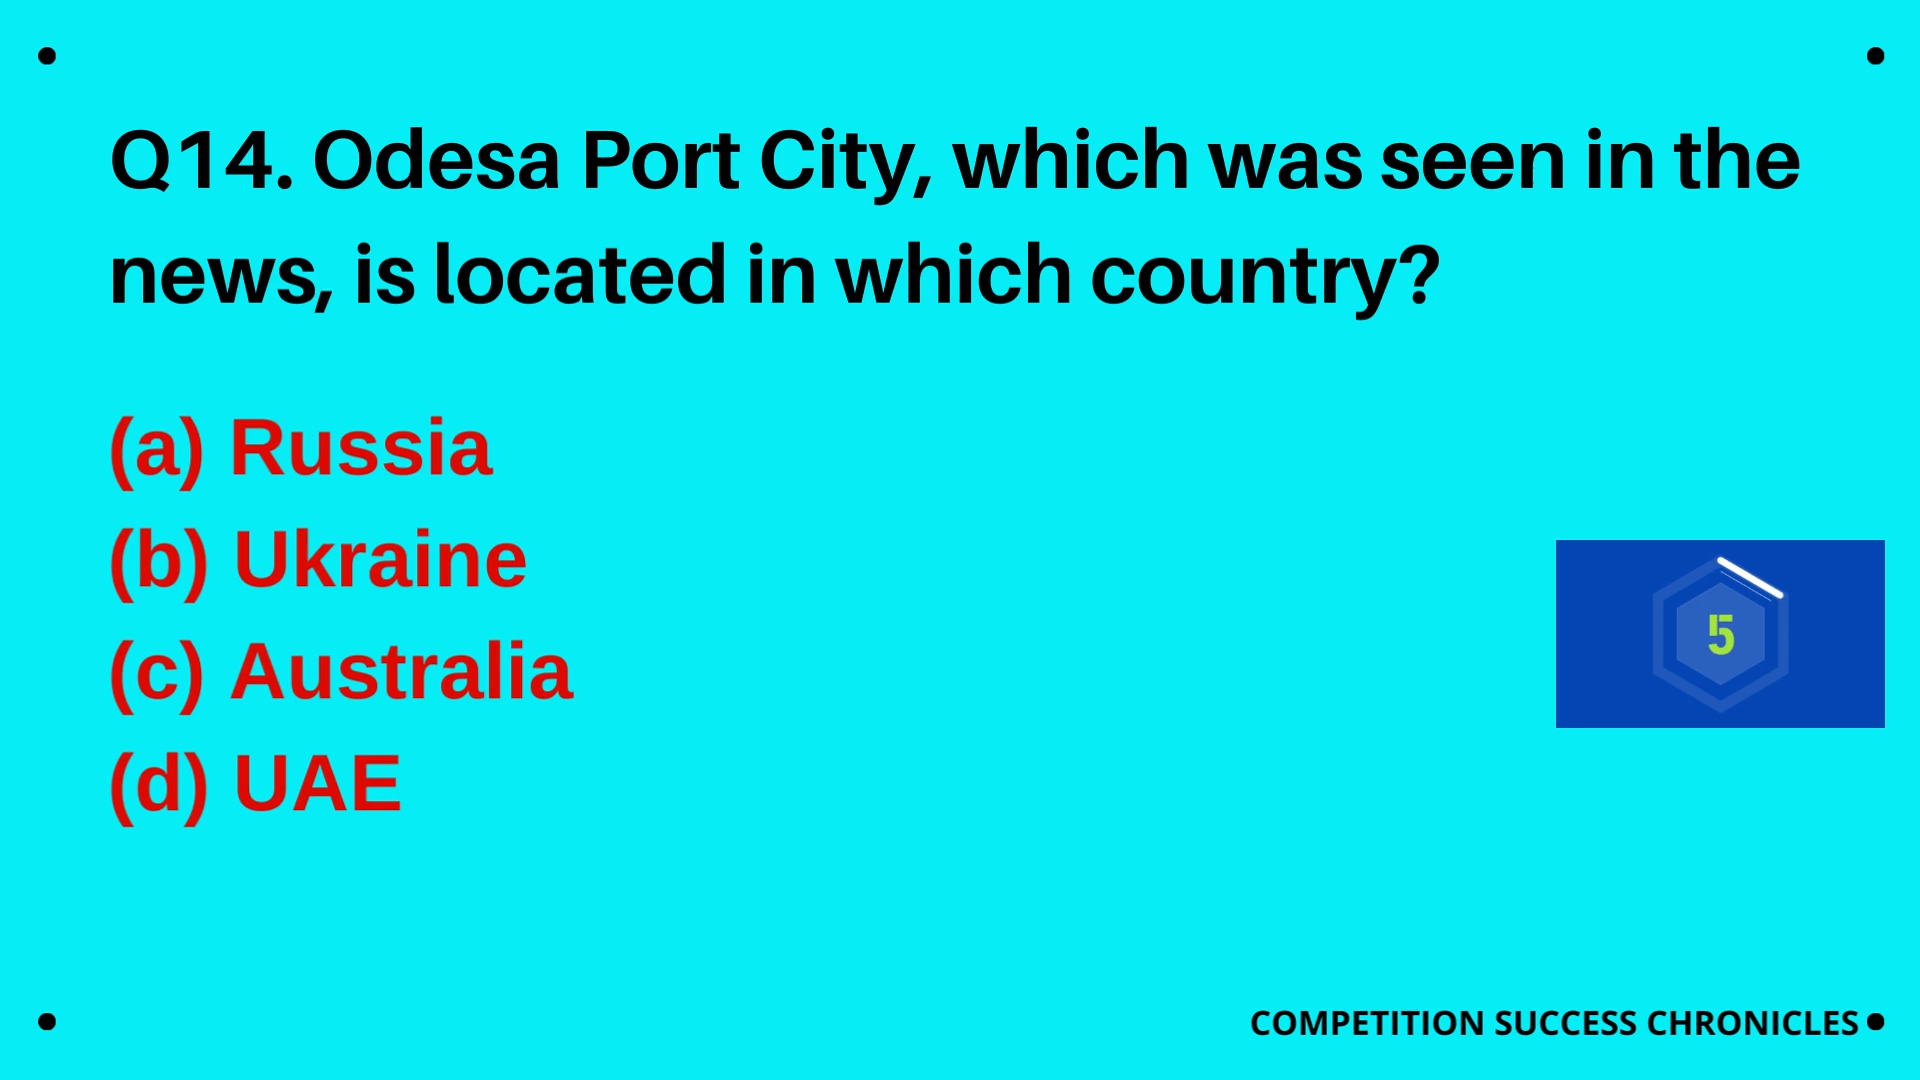 Q14. Odesa Port City, which was seen in the
news, is located in which country?
(a) Russia
(b) Ukraine
(c) Australia
(d) UAE
5
COMPETITION SUCCESS CHRONICLES